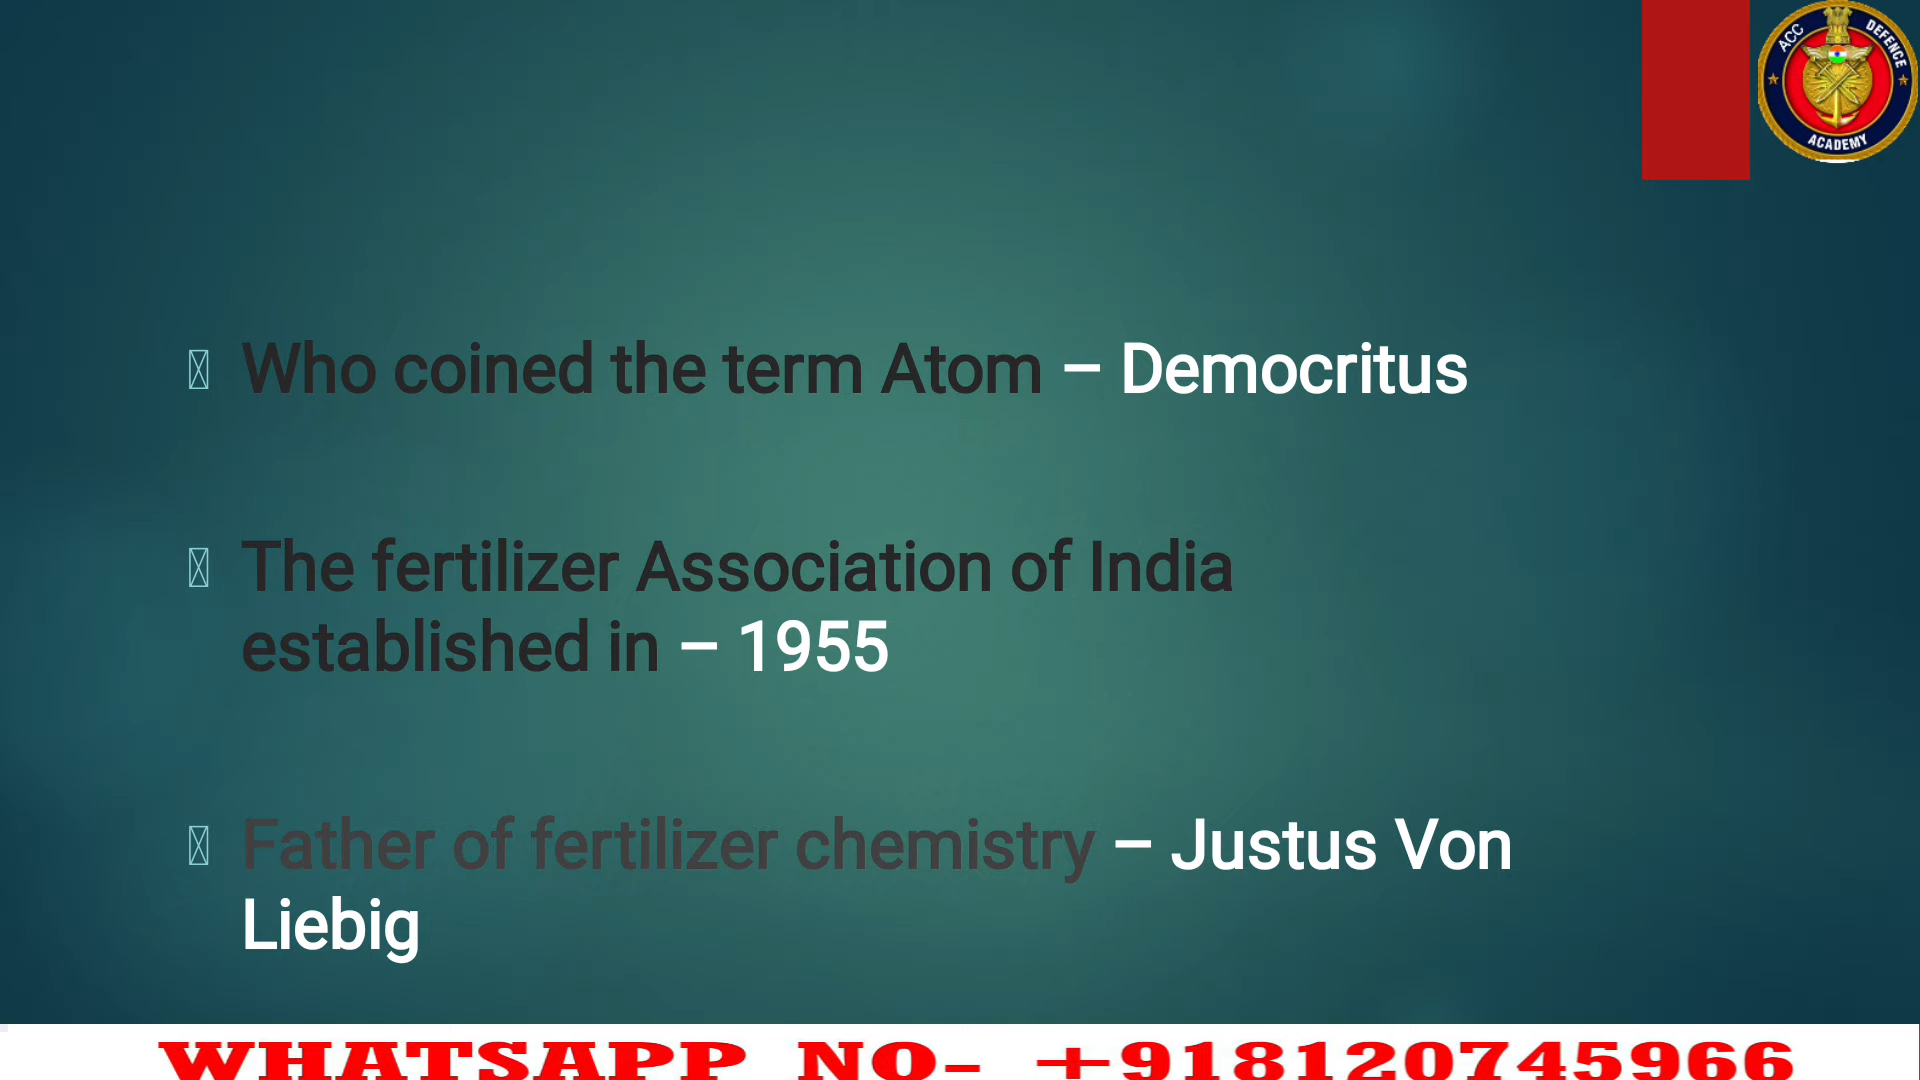 ACC DEFENCE
ACADEMY
Who coined the term Atom – Democritus
The fertilizer Association of India
established in – 1955
Father of fertilizer chemistry – Justus Von
Liebig
WHATSAPP NO- +918120745966